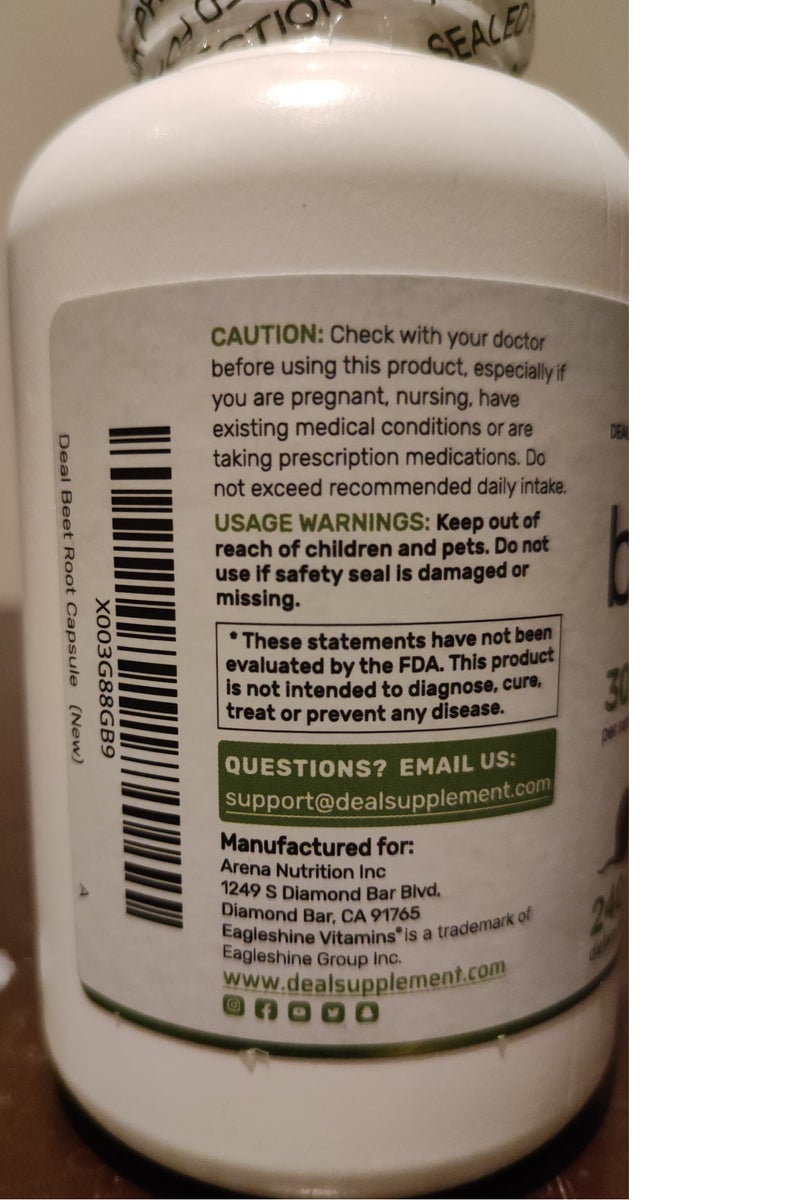 SEALED
CAUTION: Check with your doctor
before using this product, especially if
you are pregnant, nursing, have
existing medical conditions or are
taking prescription medications. Do
not exceed recommended daily intake.
USAGE WARNINGS: Keep out of
reach of children and pets. Do not
use if safety seal is damaged or
missing.
* These statements have not been
evaluated by the FDA. This product
is not intended to diagnose, cure,
treat or prevent any disease.
QUESTIONS? EMAIL US:
support@dealsupplement.com
Manufactured for:
Arena Nutrition Inc
1249 S Diamond Bar Blvd,
Diamond Bar, CA 91765
Eagleshine Vitamins® is a trademark of
Eagleshine Group Inc.
www.dealsupplement.com
X003G88GB9
Deal Beet Root Capsule (New)
A